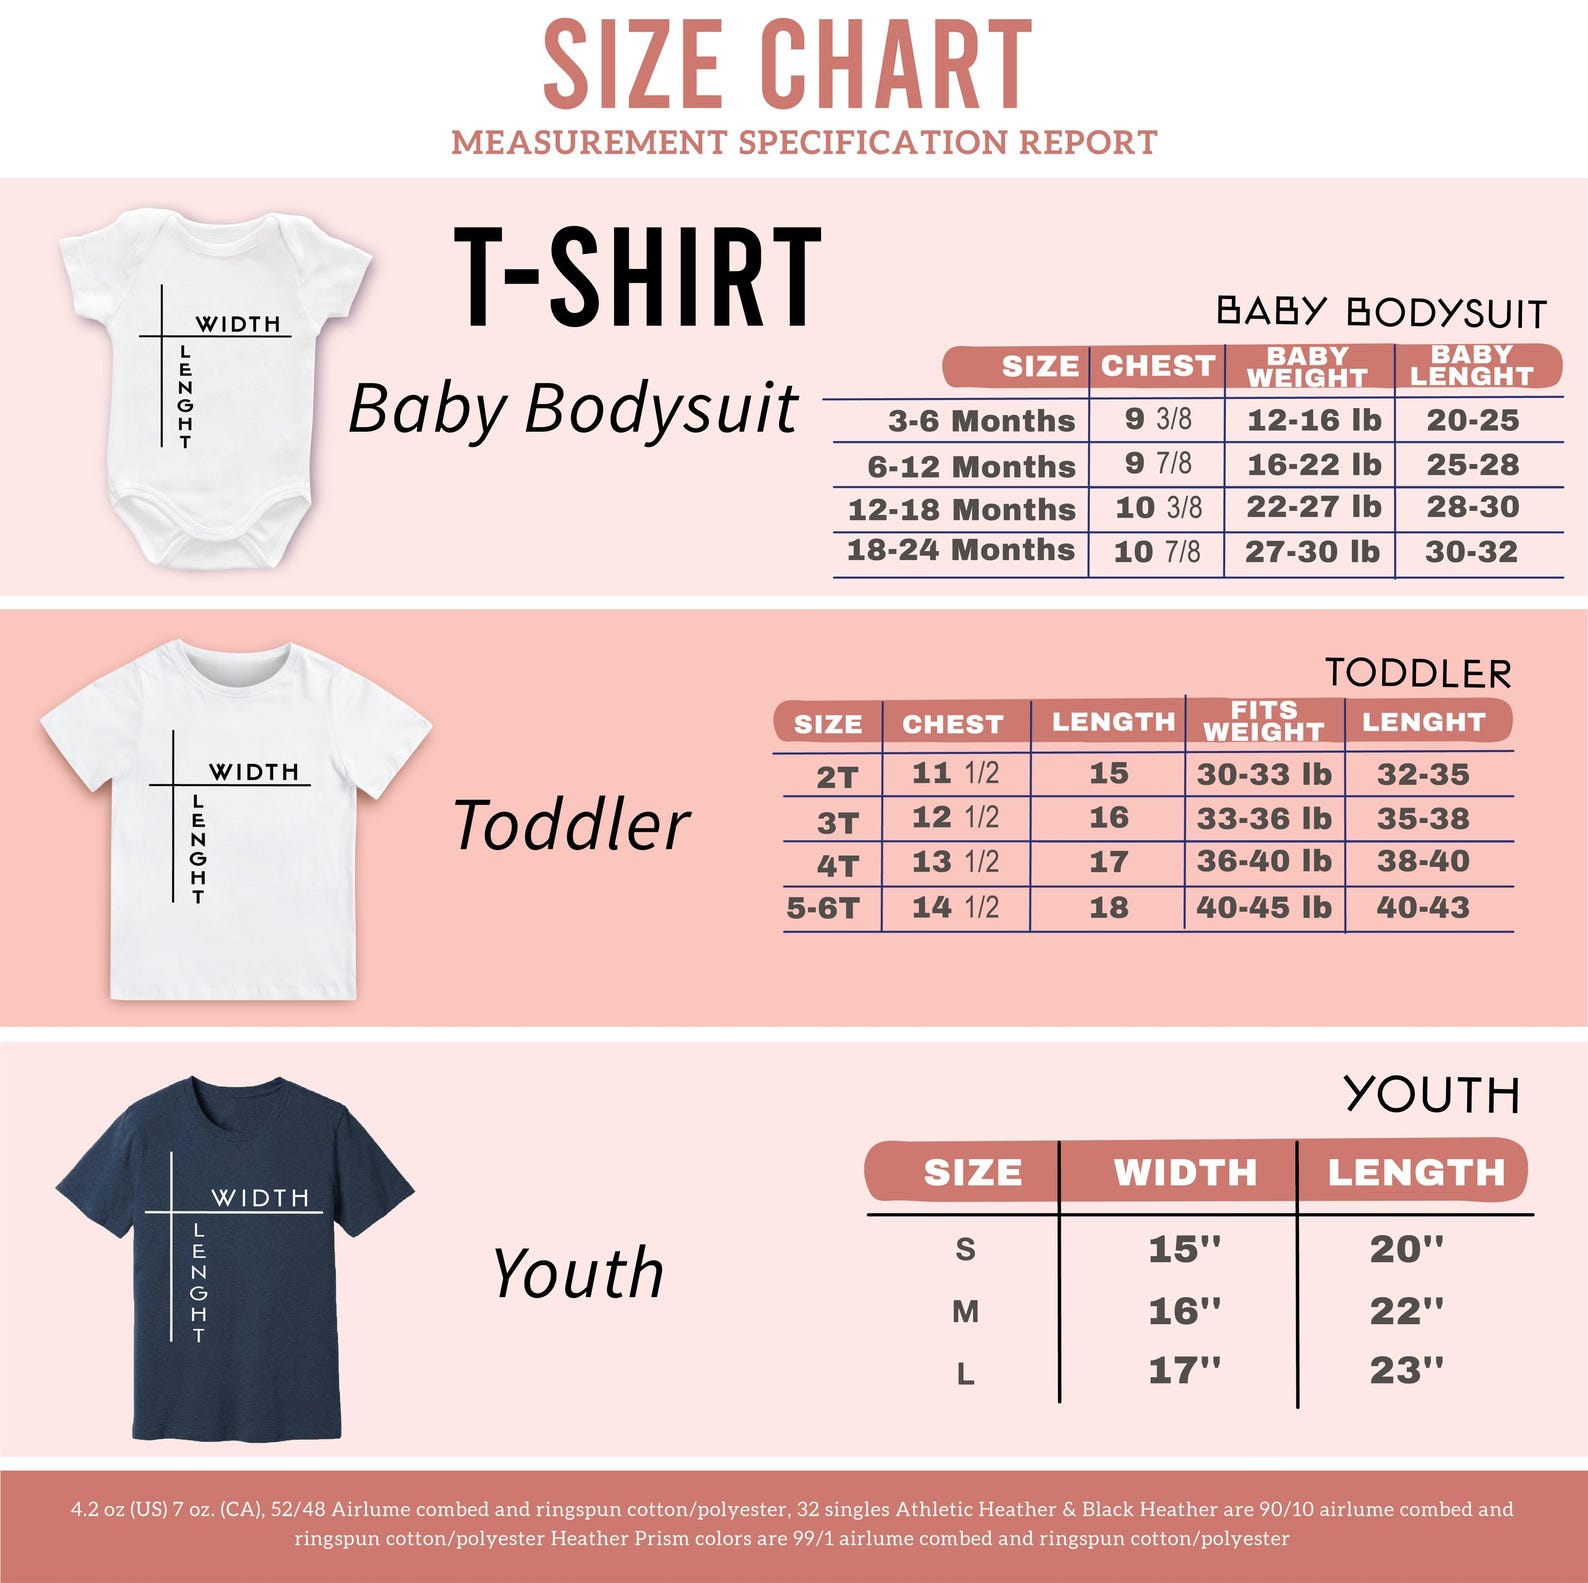 SIZE CHART
MEASUREMENT SPECIFICATION REPORT
WIDTH
LENGHT
T-SHIRT
Baby Bodysuit
BABY BODYSUIT
SIZE CHEST BABY WEIGHT BABY LENGHT
3-6 Months 9 3/8 12-16 lb 20-25
6-12 Months 9 7/8 16-22 lb 25-28
12-18 Months 10 3/8 22-27 lb 28-30
18-24 Months 10 7/8 27-30 lb 30-32
WIDTH
LENGHT
Toddler
TODDLER
SIZE CHEST LENGTH FITS WEIGHT LENGHT
2T 11 1/2 15 30-33 lb 32-35
3T 12 1/2 16 33-36 lb 35-38
4T 13 1/2 17 36-40 lb 38-40
5-6T 14 1/2 18 40-45 lb 40-43
WIDTH
LENGHT
Youth
YOUTH
SIZE WIDTH LENGTH
S 15'' 20''
M 16'' 22''
L 17'' 23''
4.2 oz (US) 7 oz. (CA), 52/48 Airlume combed and ringspun cotton/polyester, 32 singles Athletic Heather & Black Heather are 90/10 airlume combed and
ringspun cotton/polyester Heather Prism colors are 99/1 airlume combed and ringspun cotton/polyester